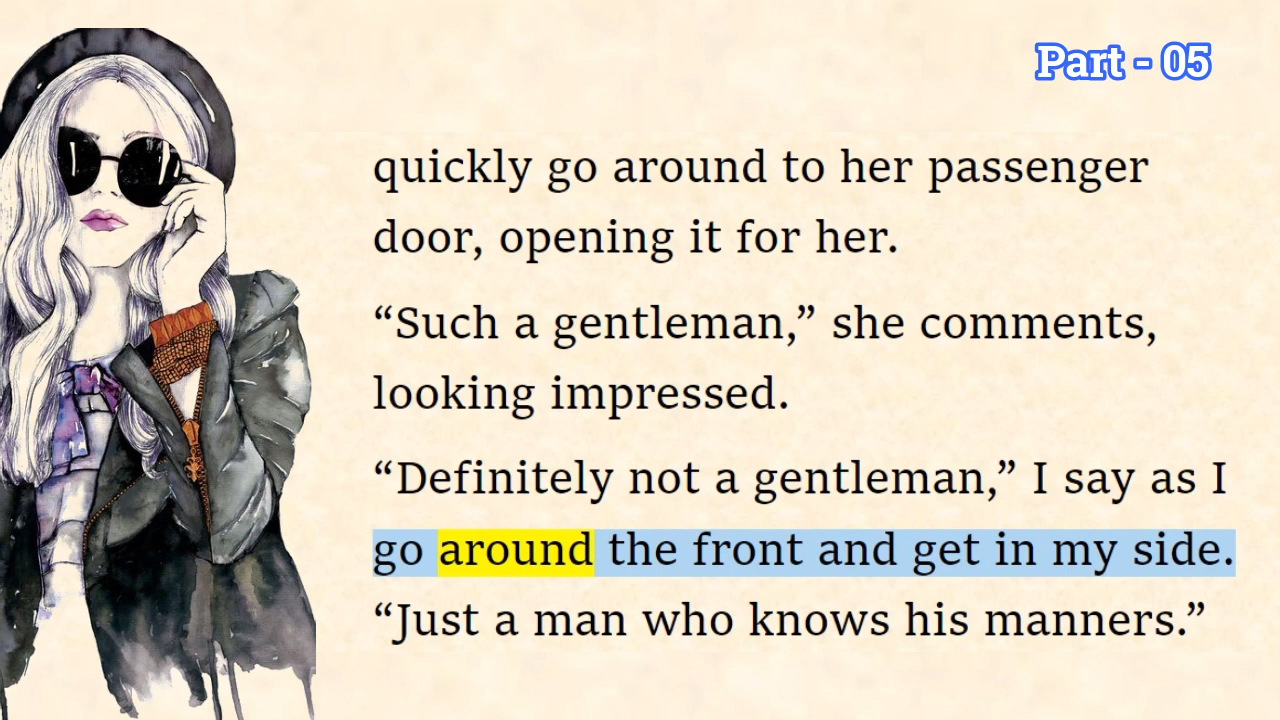 Part - 05
quickly go around to her passenger
door, opening it for her.
“Such a gentleman,” she comments,
looking impressed.
“Definitely not a gentleman,” I say as I
go around the front and get in my side.
“Just a man who knows his manners.”